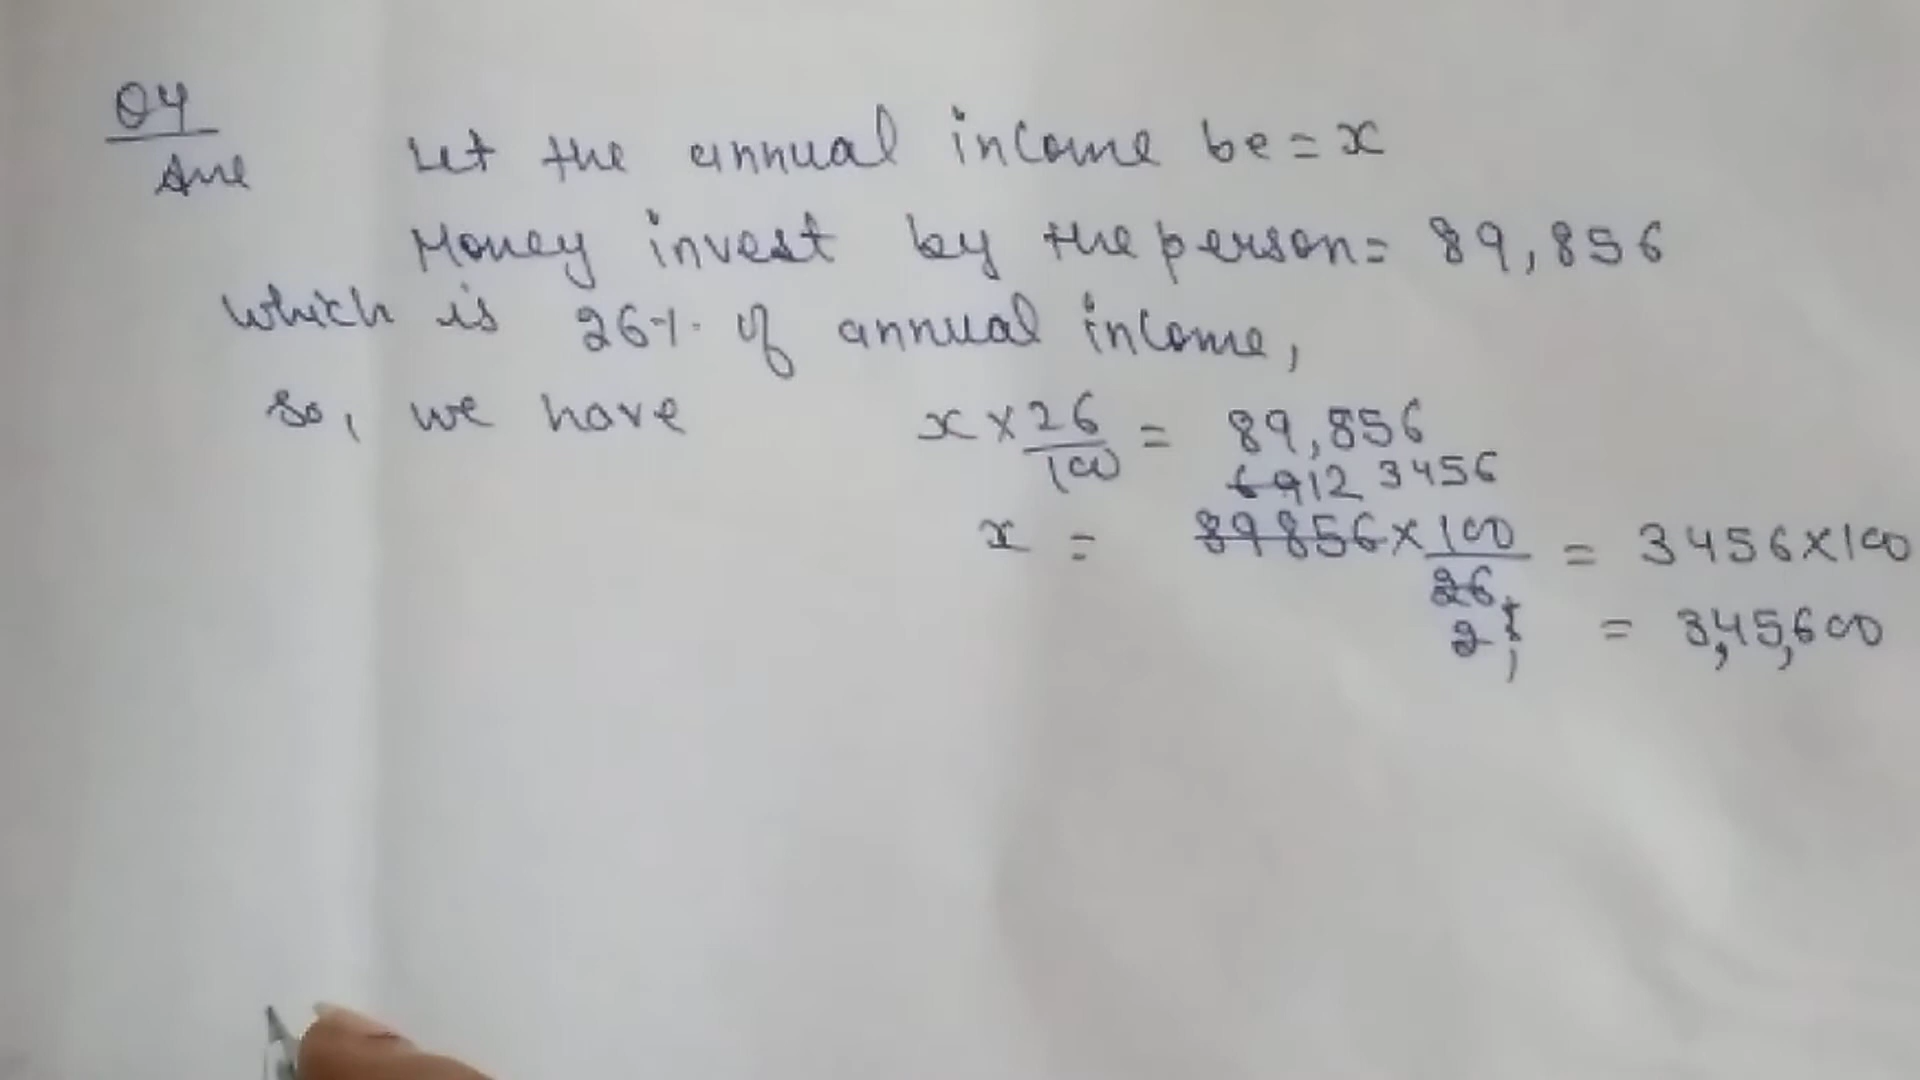 Q4
Ans Let the annual income be = x
Money invest by the person = 89,856
which is 26% of annual income,
so, we have x × 26/100 = 89,856
6912 3456
x = 89856 × 100/26 = 3456 × 100
2 = 3,45,600